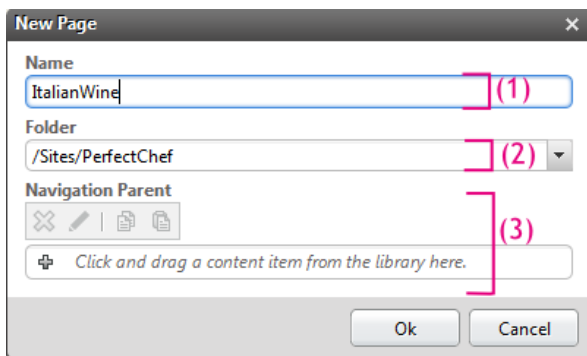 New Page
Name
ItalianWine
(1)
Folder
/Sites/PerfectChef
(2)
Navigation Parent
(3)
Click and drag a content item from the library here.
Ok
Cancel